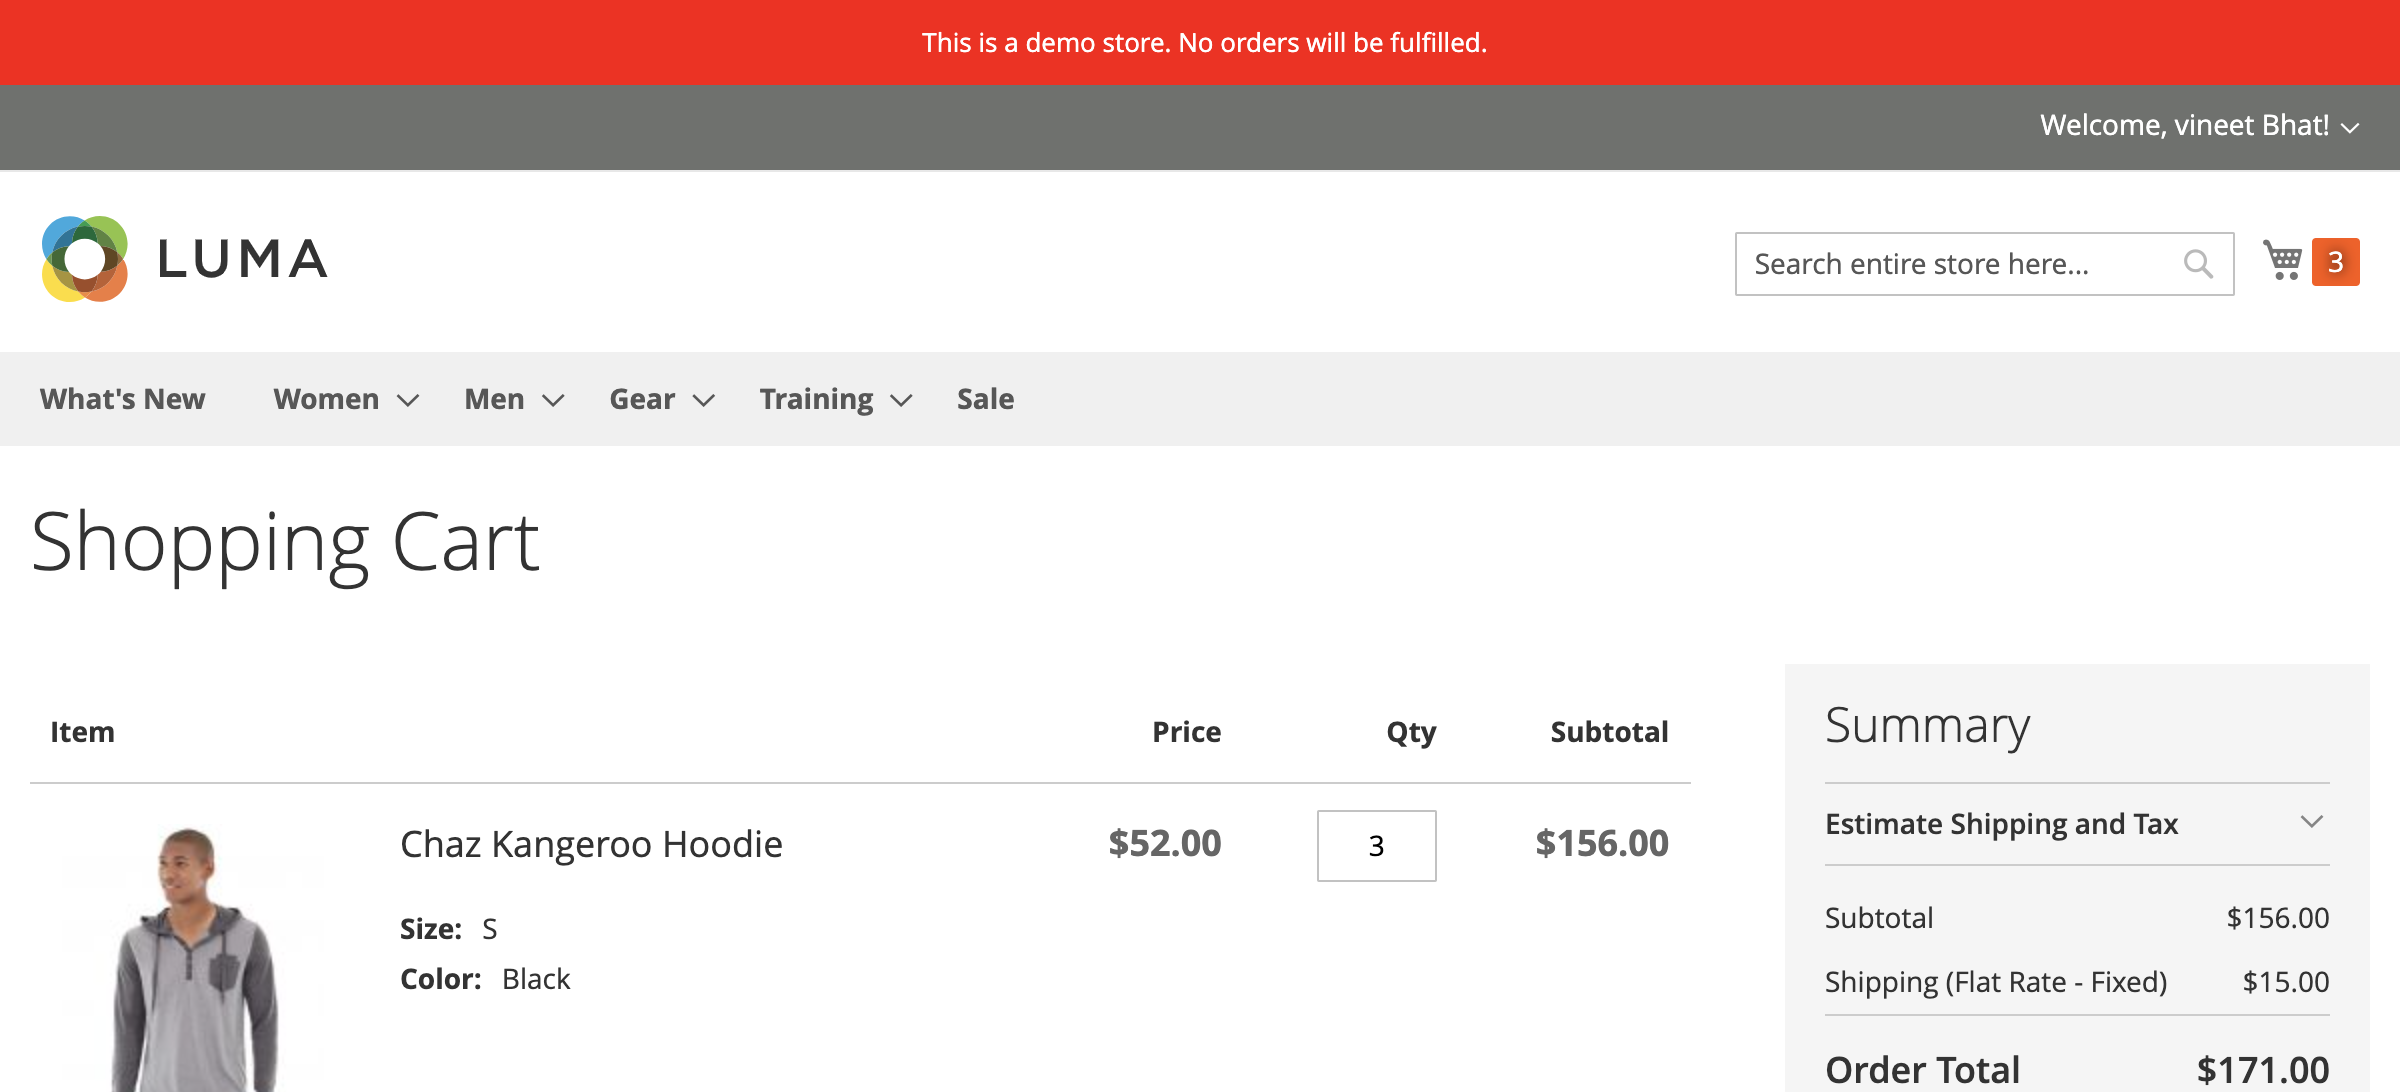 This is a demo store. No orders will be fulfilled.
Welcome, vineet Bhat!
LUMA
Search entire store here...
3
What's New Women Men Gear Training Sale
Shopping Cart
Item Price Qty Subtotal
Chaz Kangeroo Hoodie $52.00 3 $156.00
Size: S
Color: Black
Summary
Estimate Shipping and Tax
Subtotal $156.00
Shipping (Flat Rate - Fixed) $15.00
Order Total $171.00